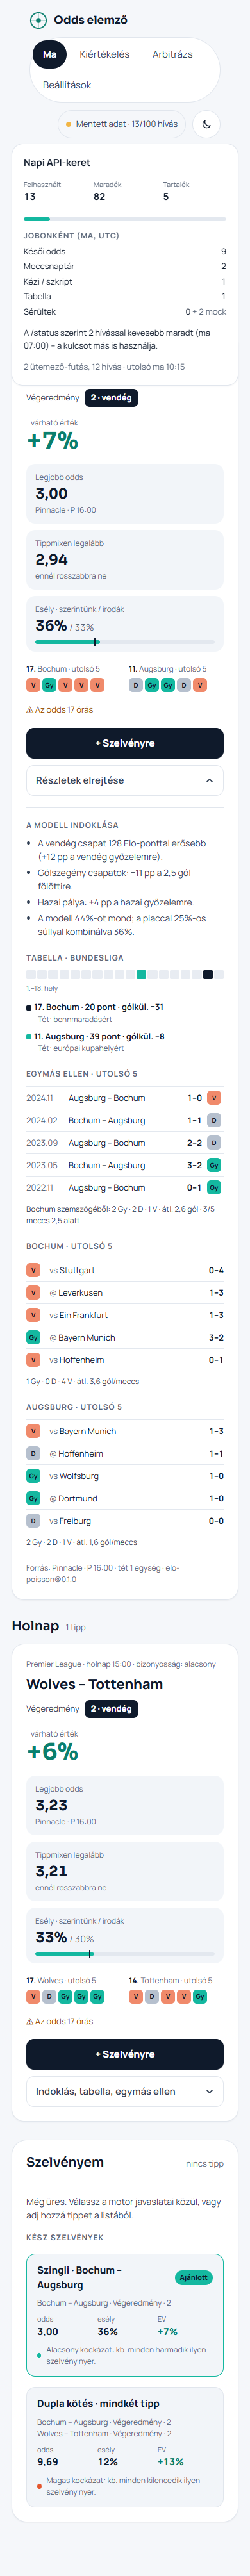 Odds elemző
Ma Kiértékelés Arbitrázs
Beállítások
Mentett adat · 13/100 hívás
Napi API-keret
Felhasznált Maradék Tartalék
13 82 5
JOBONKÉNT (MA, UTC)
Késői odds 9
Meccsnaptár 2
Kézi / szkript 1
Tabella 1
Sérültek 0 + 2 mock
A /status szerint 2 hívással kevesebb maradt (ma
07:00) – a kulcsot más is használja.
2 ütemező-futás, 12 hívás · utolsó ma 10:15
Végeredmény 2 · vendég
várható érték
+7%
Legjobb odds
3,00
Pinnacle · P 16:00
Tippmixen legalább
2,94
ennél rosszabbra ne
Esély · szerintünk / irodák
36% / 33%
17. Bochum · utolsó 5 11. Augsburg · utolsó 5
V Gy V V V D Gy Gy D V
⚠ Az odds 17 órás
+ Szelvényre
Részletek elrejtése
A MODELL INDOKLÁSA
• A vendég csapat 128 Elo-ponttal erősebb
(+12 pp a vendég győzelemre).
• Gólszegény csapatok: −11 pp a 2,5 gól
fölöttire.
• Hazai pálya: +4 pp a hazai győzelemre.
• A modell 44%-ot mond; a piaccal 25%-os
súllyal kombinálva 36%.
TABELLA · BUNDESLIGA
1.–18. hely
17. Bochum · 20 pont · gólkül. −31
Tét: bennmaradásért
11. Augsburg · 39 pont · gólkül. −8
Tét: európai kupahelyért
EGYMÁS ELLEN · UTOLSÓ 5
2024.11 Augsburg – Bochum 1–0 V
2024.02 Bochum – Augsburg 1–1 D
2023.09 Augsburg – Bochum 2–2 D
2023.05 Bochum – Augsburg 3–2 Gy
2022.11 Augsburg – Bochum 0–1 Gy
Bochum szemszögéből: 2 Gy · 2 D · 1 V · átl. 2,6 gól · 3/5
meccs 2,5 alatt
BOCHUM · UTOLSÓ 5
V vs Stuttgart 0–4
V @ Leverkusen 1–3
V vs Ein Frankfurt 1–3
Gy @ Bayern Munich 3–2
V vs Hoffenheim 0–1
1 Gy · 0 D · 4 V · átl. 3,6 gól/meccs
AUGSBURG · UTOLSÓ 5
V vs Bayern Munich 1–3
D @ Hoffenheim 1–1
Gy vs Wolfsburg 1–0
Gy @ Dortmund 1–0
D vs Freiburg 0–0
2 Gy · 2 D · 1 V · átl. 1,6 gól/meccs
Forrás: Pinnacle · P 16:00 · tét 1 egység · elo-
poisson@0.1.0
Holnap 1 tipp
Premier League · holnap 15:00 · bizonyosság: alacsony
Wolves – Tottenham
Végeredmény 2 · vendég
várható érték
+6%
Legjobb odds
3,23
Pinnacle · P 16:00
Tippmixen legalább
3,21
ennél rosszabbra ne
Esély · szerintünk / irodák
33% / 30%
17. Wolves · utolsó 5 14. Tottenham · utolsó 5
V D Gy Gy Gy V D V V Gy
⚠ Az odds 17 órás
+ Szelvényre
Indoklás, tabella, egymás ellen
Szelvényem nincs tipp
Még üres. Válassz a motor javaslatai közül, vagy
adj hozzá tippet a listából.
KÉSZ SZELVÉNYEK
Szingli · Bochum –
Augsburg Ajánlott
Bochum – Augsburg · Végeredmény · 2
odds esély EV
3,00 36% +7%
Alacsony kockázat: kb. minden harmadik ilyen
szelvény nyer.
Dupla kötés · mindkét tipp
Bochum – Augsburg · Végeredmény · 2
Wolves – Tottenham · Végeredmény · 2
odds esély EV
9,69 12% +13%
Magas kockázat: kb. minden kilencedik ilyen
szelvény nyer.